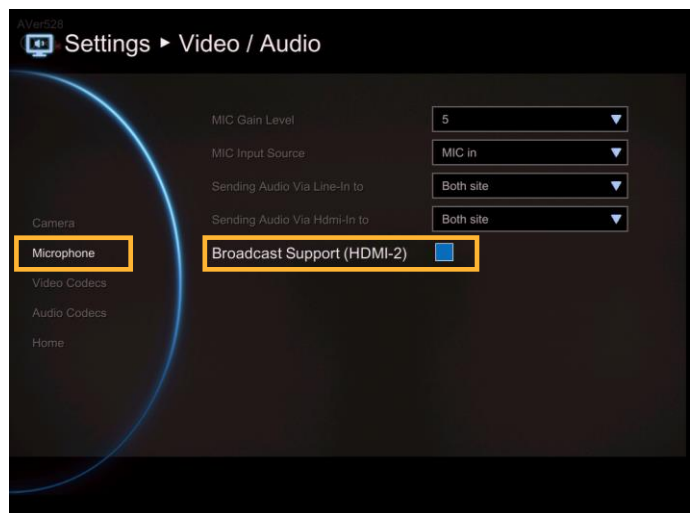 AVer528
Settings ▸ Video / Audio
MIC Gain Level 5
MIC Input Source MIC in
Sending Audio Via Line-In to Both site
Sending Audio Via Hdmi-In to Both site
Broadcast Support (HDMI-2)
Camera
Microphone
Video Codecs
Audio Codecs
Home